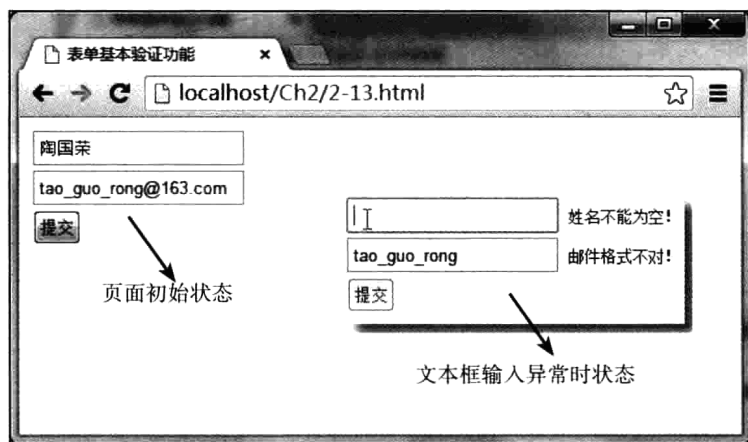 表单基本验证功能
localhost/Ch2/2-13.html
陶国荣
tao_guo_rong@163.com
提交
页面初始状态
姓名不能为空!
tao_guo_rong 邮件格式不对!
提交
文本框输入异常时状态